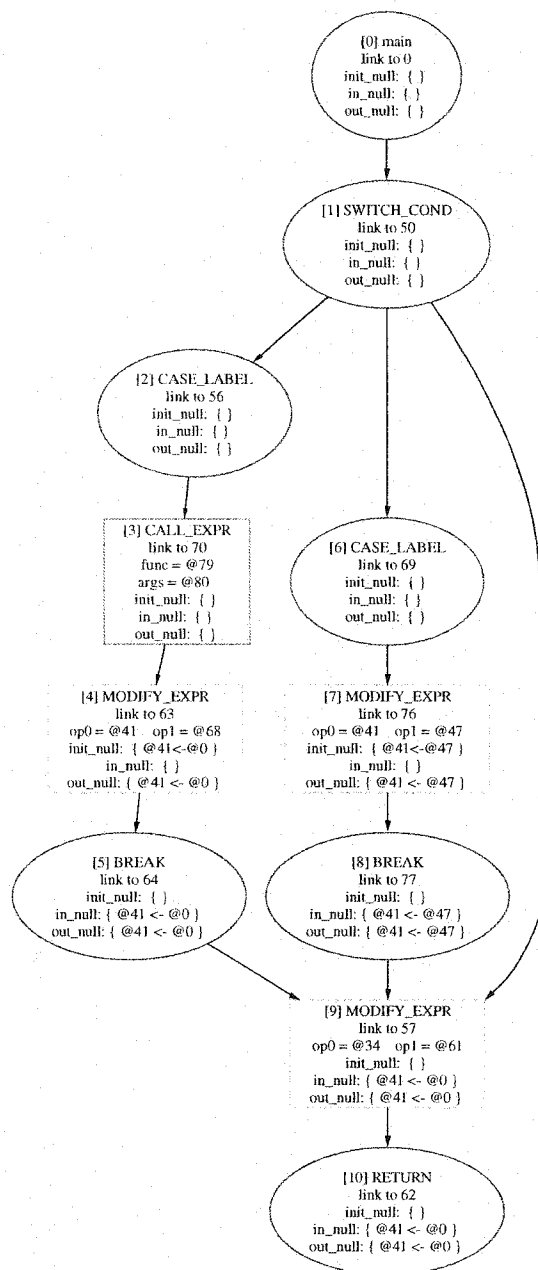 [0] main
link to 0
init_null: { }
in_null: { }
out_null: { }
[1] SWITCH_COND
link to 50
init_null: { }
in_null: { }
out_null: { }
[2] CASE_LABEL
link to 56
init_null: { }
in_null: { }
out_null: { }
[3] CALL_EXPR
link to 70
func = @79
args = @80
init_null: { }
in_null: { }
out_null: { }
[6] CASE_LABEL
link to 69
init_null: { }
in_null: { }
out_null: { }
[4] MODIFY_EXPR
link to 63
op0 = @41 op1 = @68
init_null: { @41<-@0 }
in_null: { }
out_null: { @41 <- @0 }
[7] MODIFY_EXPR
link to 76
op0 = @41 op1 = @47
init_null: { @41<-@47 }
in_null: { }
out_null: { @41 <- @47 }
[5] BREAK
link to 64
init_null: { }
in_null: { @41 <- @0 }
out_null: { @41 <- @0 }
[8] BREAK
link to 77
init_null: { }
in_null: { @41 <- @47 }
out_null: { @41 <- @47 }
[9] MODIFY_EXPR
link to 57
op0 = @34 op1 = @61
init_null: { }
in_null: { @41 <- @0 }
out_null: { @41 <- @0 }
[10] RETURN
link to 62
init_null: { }
in_null: { @41 <- @0 }
out_null: { @41 <- @0 }